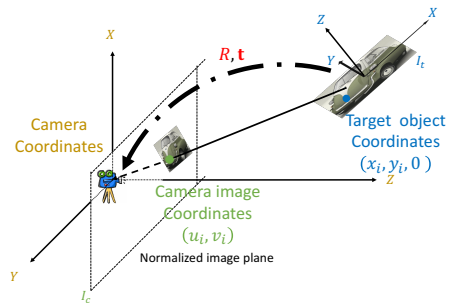 X
Z
X
R, t
Y
I_t
Camera
Coordinates
Target object
Coordinates
(x_i, y_i, 0)
Z
Camera image
Coordinates
(u_i, v_i)
Y
Normalized image plane
I_c